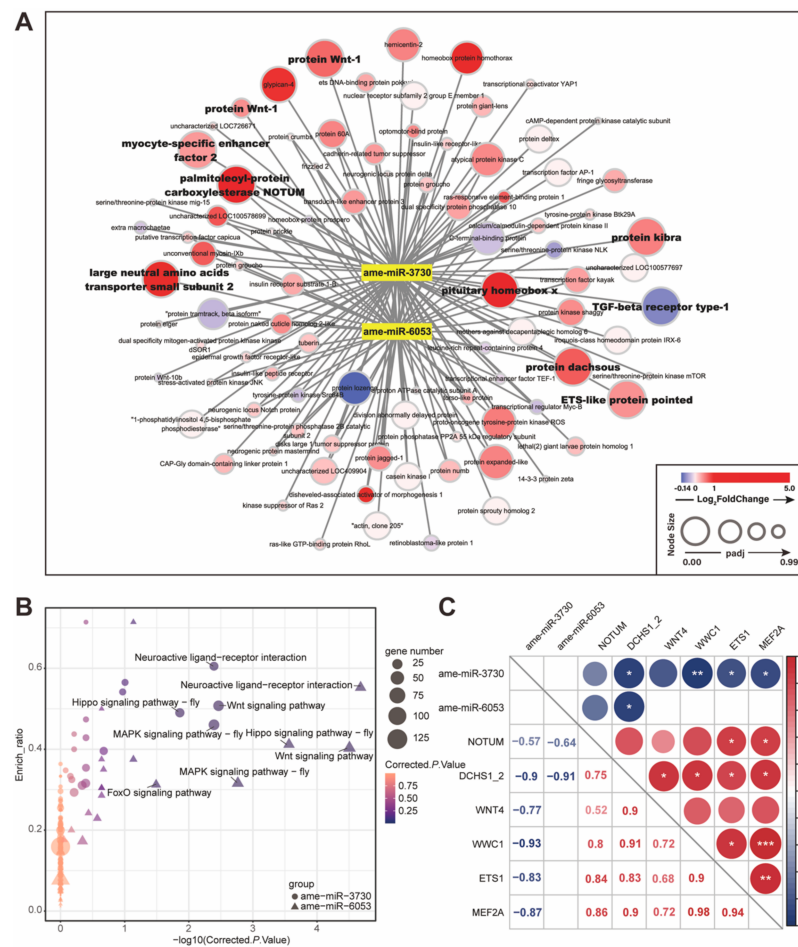 A
protein Wnt-1
hemicentin-2
homeobox protein homothorax
glypican-4
ets DNA-binding protein pokkuri
nuclear receptor subfamily 2 group E member 1
transcriptional coactivator YAP1
protein Wnt-1
protein giant-lens
cAMP-dependent protein kinase catalytic subunit
uncharacterized LOC726671
protein crumbs
protein 60A
optomotor-blind protein
insulin-like receptor-like
protein deltex
myocyte-specific enhancer
factor 2
cadherin-related tumor suppressor
atypical protein kinase C
frizzled 2
neurogenic locus protein delta
transcription factor AP-1
palmitoleoyl-protein
carboxylesterase NOTUM
protein groucho
fringe glycosyltransferase
ras-responsive element-binding protein 1
serine/threonine-protein kinase mig-15
transducin-like enhancer protein 3
dual specificity protein phosphatase 10
uncharacterized LOC100578699
homeobox protein prospero
tyrosine-protein kinase Btk29A
extra macrochaetae
calcium/calmodulin-dependent protein kinase II
protein kibra
putative transcription factor capicua
protein prickle
C-terminal-binding protein
serine/threonine-protein kinase NLK
unconventional myosin-IXb
uncharacterized LOC100577697
protein groucho
large neutral amino acids
transporter small subunit 2
ame-miR-3730
insulin receptor substrate 2-B
pituitary homeobox x
transcription factor kayak
TGF-beta receptor type-1
"protein tramtrack, beta isoform"
protein kinase shaggy
protein eiger
protein naked cuticle homolog 2-like
ame-miR-6053
mothers against decapentaplegic homolog 6
iroquois-class homeodomain protein IRX-6
dual specificity mitogen-activated protein kinase kinase
dSOR1
tuberin
leucine-rich repeat-containing protein 4
epidermal growth factor receptor-like
protein dachsous
protein Wnt-10b
insulin-like peptide receptor
transcriptional enhancer factor TEF-1
serine/threonine-protein kinase mTOR
stress-activated protein kinase JNK
tyrosine-protein kinase Src64B
protein lozenge
torso-like protein
ETS-like protein pointed
neurogenic locus Notch protein
transcriptional regulator Myc-B
"1-phosphatidylinositol 4,5-bisphosphate
phosphodiesterase"
division abnormally delayed protein
proto-oncogene tyrosine-protein kinase ROS
serine/threonine-protein phosphatase 2B catalytic
subunit 2
protein phosphatase PP2A 55 kDa regulatory subunit
disks large 1 tumor suppressor protein
lethal(2) giant larvae protein homolog 1
neurogenic protein mastermind
protein jagged-1
protein expanded-like
CAP-Gly domain-containing linker protein 1
uncharacterized LOC409904
casein kinase I
protein numb
14-3-3 protein zeta
disheveled-associated activator of morphogenesis 1
kinase suppressor of Ras 2
"actin, clone 205"
protein sprouty homolog 2
ras-like GTP-binding protein RhoL
retinoblastoma-like protein 1
-0.14 0 1 5.0
Log2FoldChange
Node Size
padj
0.00 0.99
B
Enrich_ratio
0.6
0.4
0.2
0.0
Neuroactive ligand-receptor interaction
Neuroactive ligand-receptor interaction
Hippo signaling pathway - fly
Wnt signaling pathway
MAPK signaling pathway - fly
Hippo signaling pathway - fly
Wnt signaling pathway
MAPK signaling pathway - fly
FoxO signaling pathway
group
ame-miR-3730
ame-miR-6053
0 1 2 3 4
-log10(Corrected.P.Value)
gene number
25
50
75
100
125
Corrected.P.Value
0.75
0.50
0.25
C
ame-miR-3730
ame-miR-6053
NOTUM
DCHS1_2
WNT4
WWC1
ETS1
MEF2A
ame-miR-3730 * ** * *
ame-miR-6053 *
NOTUM −0.57 −0.64 * *
DCHS1_2 −0.9 −0.91 0.75 * * * *
WNT4 −0.77 0.52 0.9
WWC1 −0.93 0.8 0.91 0.72 * ***
ETS1 −0.83 0.84 0.83 0.68 0.9 **
MEF2A −0.87 0.86 0.9 0.72 0.98 0.94